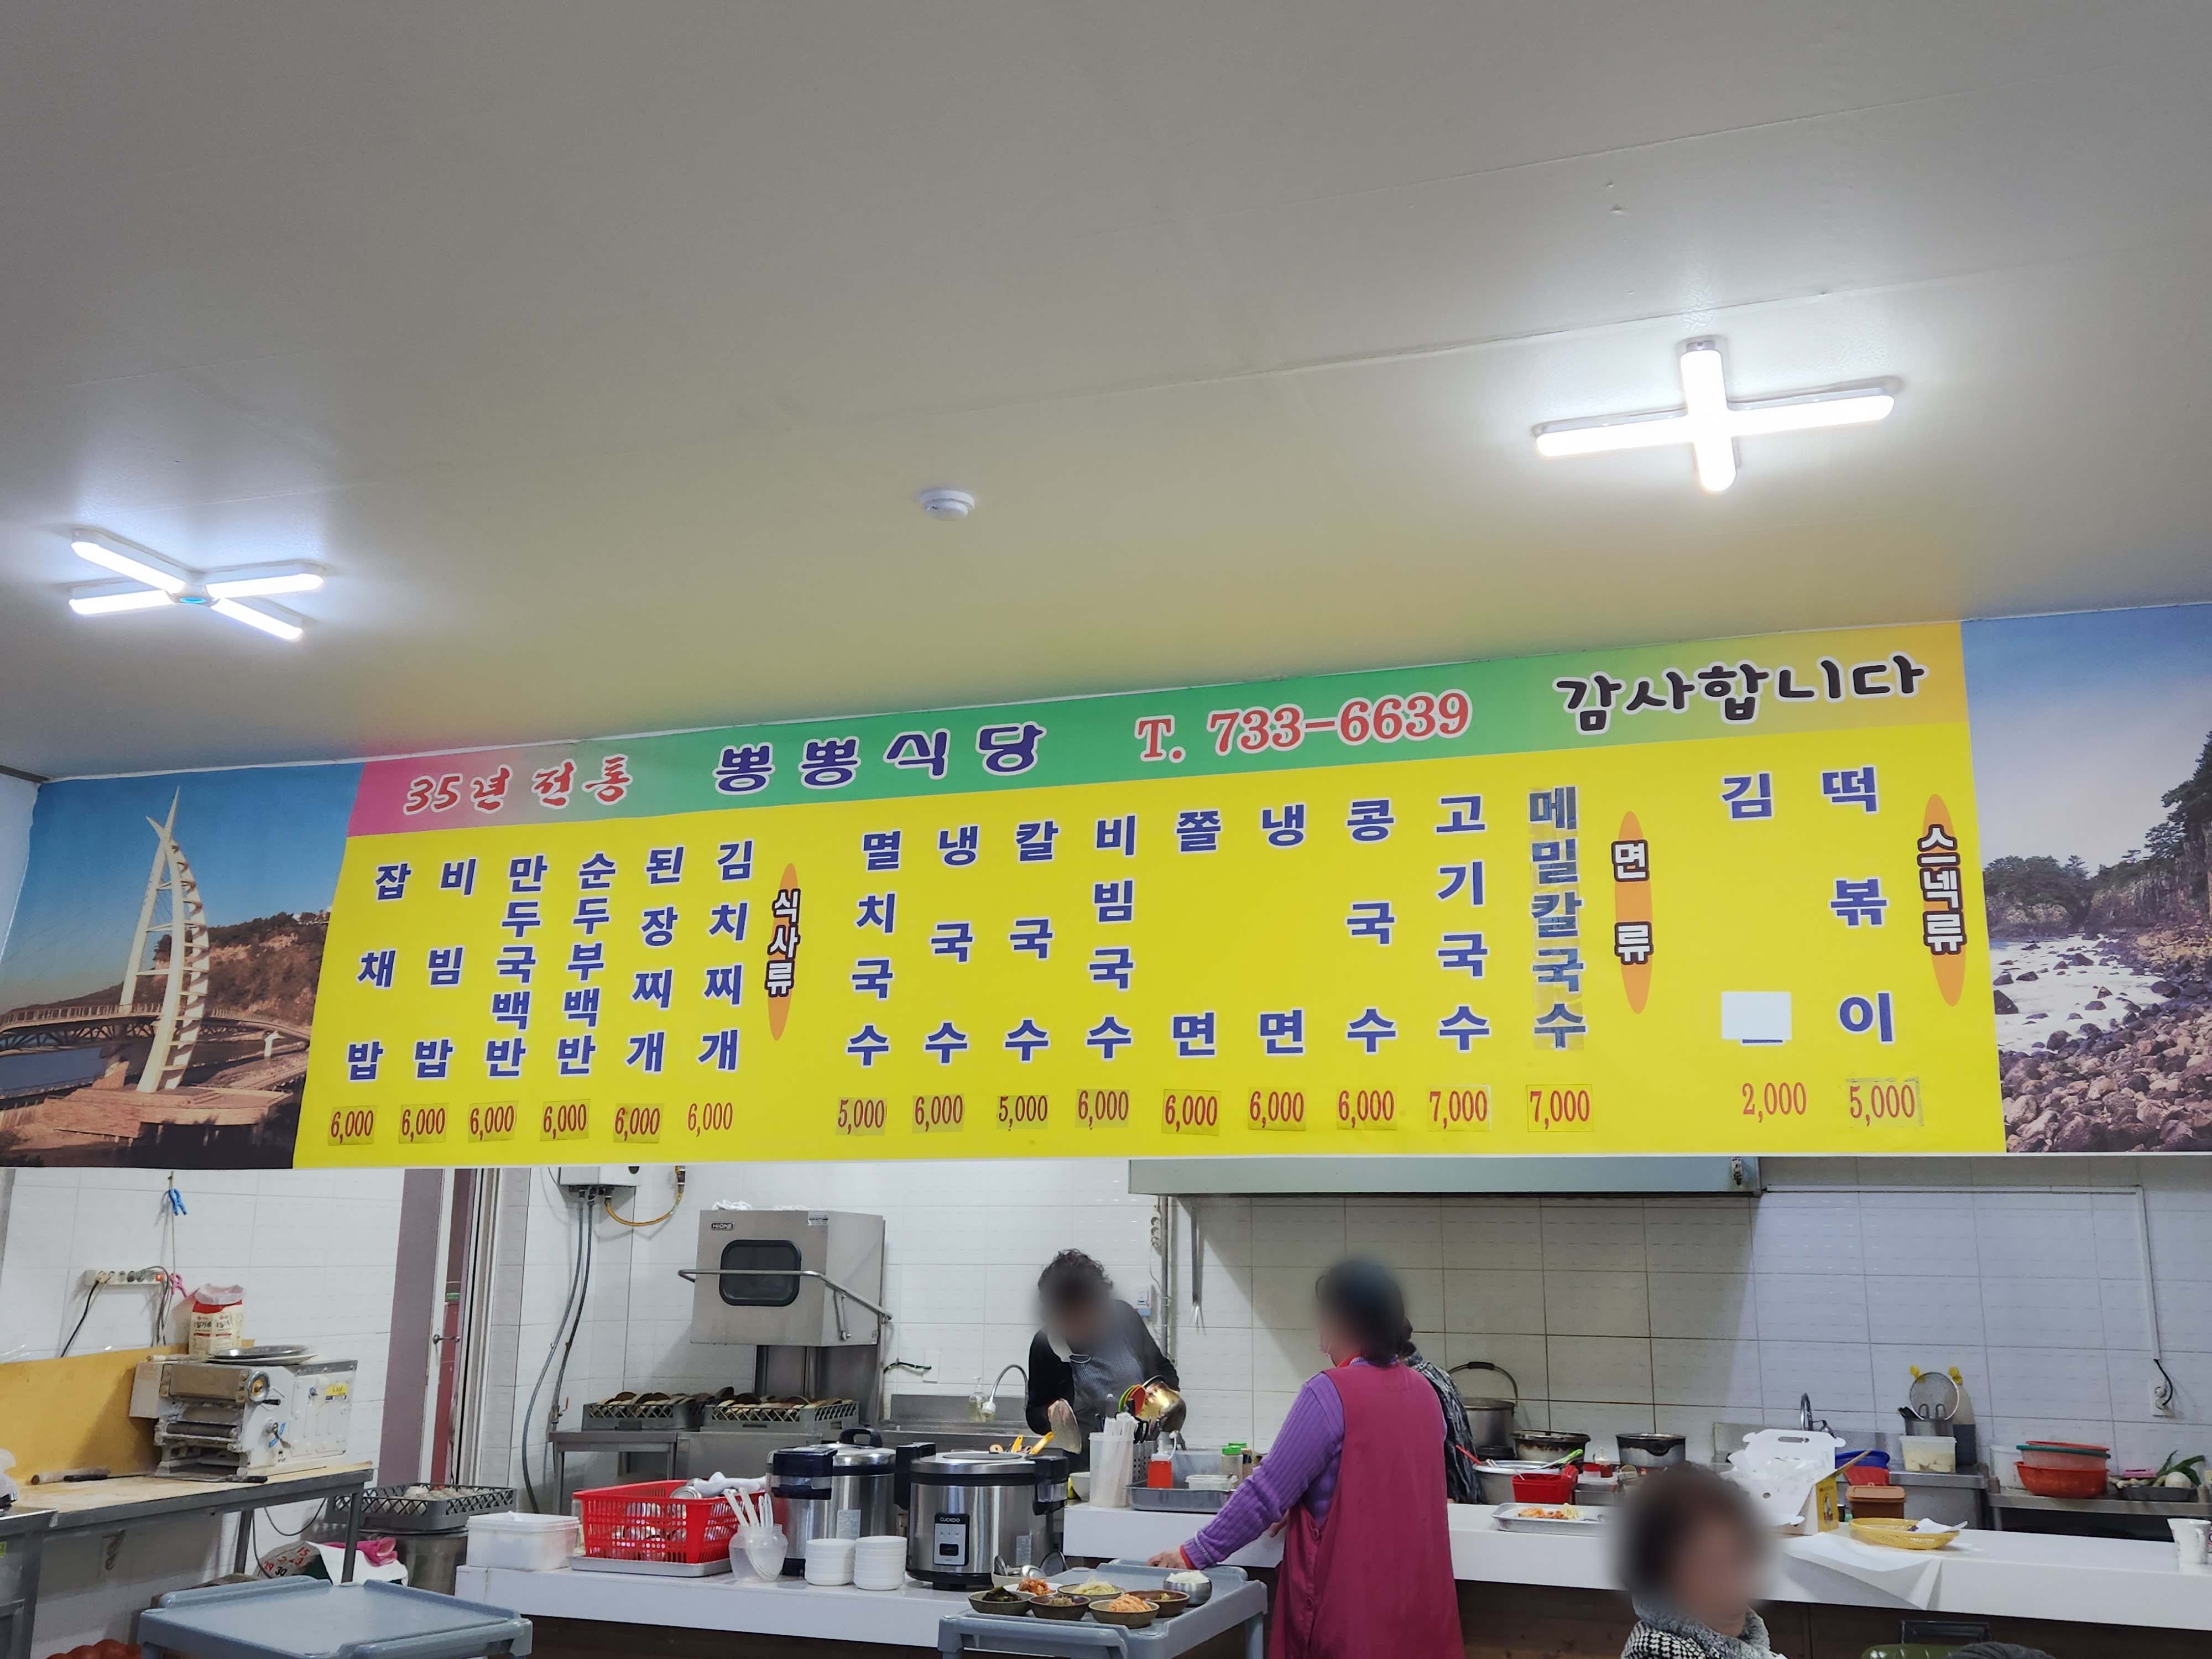 35년 전통 뽕뽕식당 T. 733-6639 감사합니다
식사류
잡채밥 6,000
비빔밥 6,000
만두국백반 6,000
순두부백반 6,000
된장찌개 6,000
김치찌개 6,000
면류
멸치국수 5,000
냉국수 6,000
칼국수 5,000
비빔국수 6,000
쫄면 6,000
냉면 6,000
콩국수 6,000
고기국수 7,000
메밀칼국수 7,000
스넥류
김 2,000
떡볶이 5,000
HIONE
CUCKOO